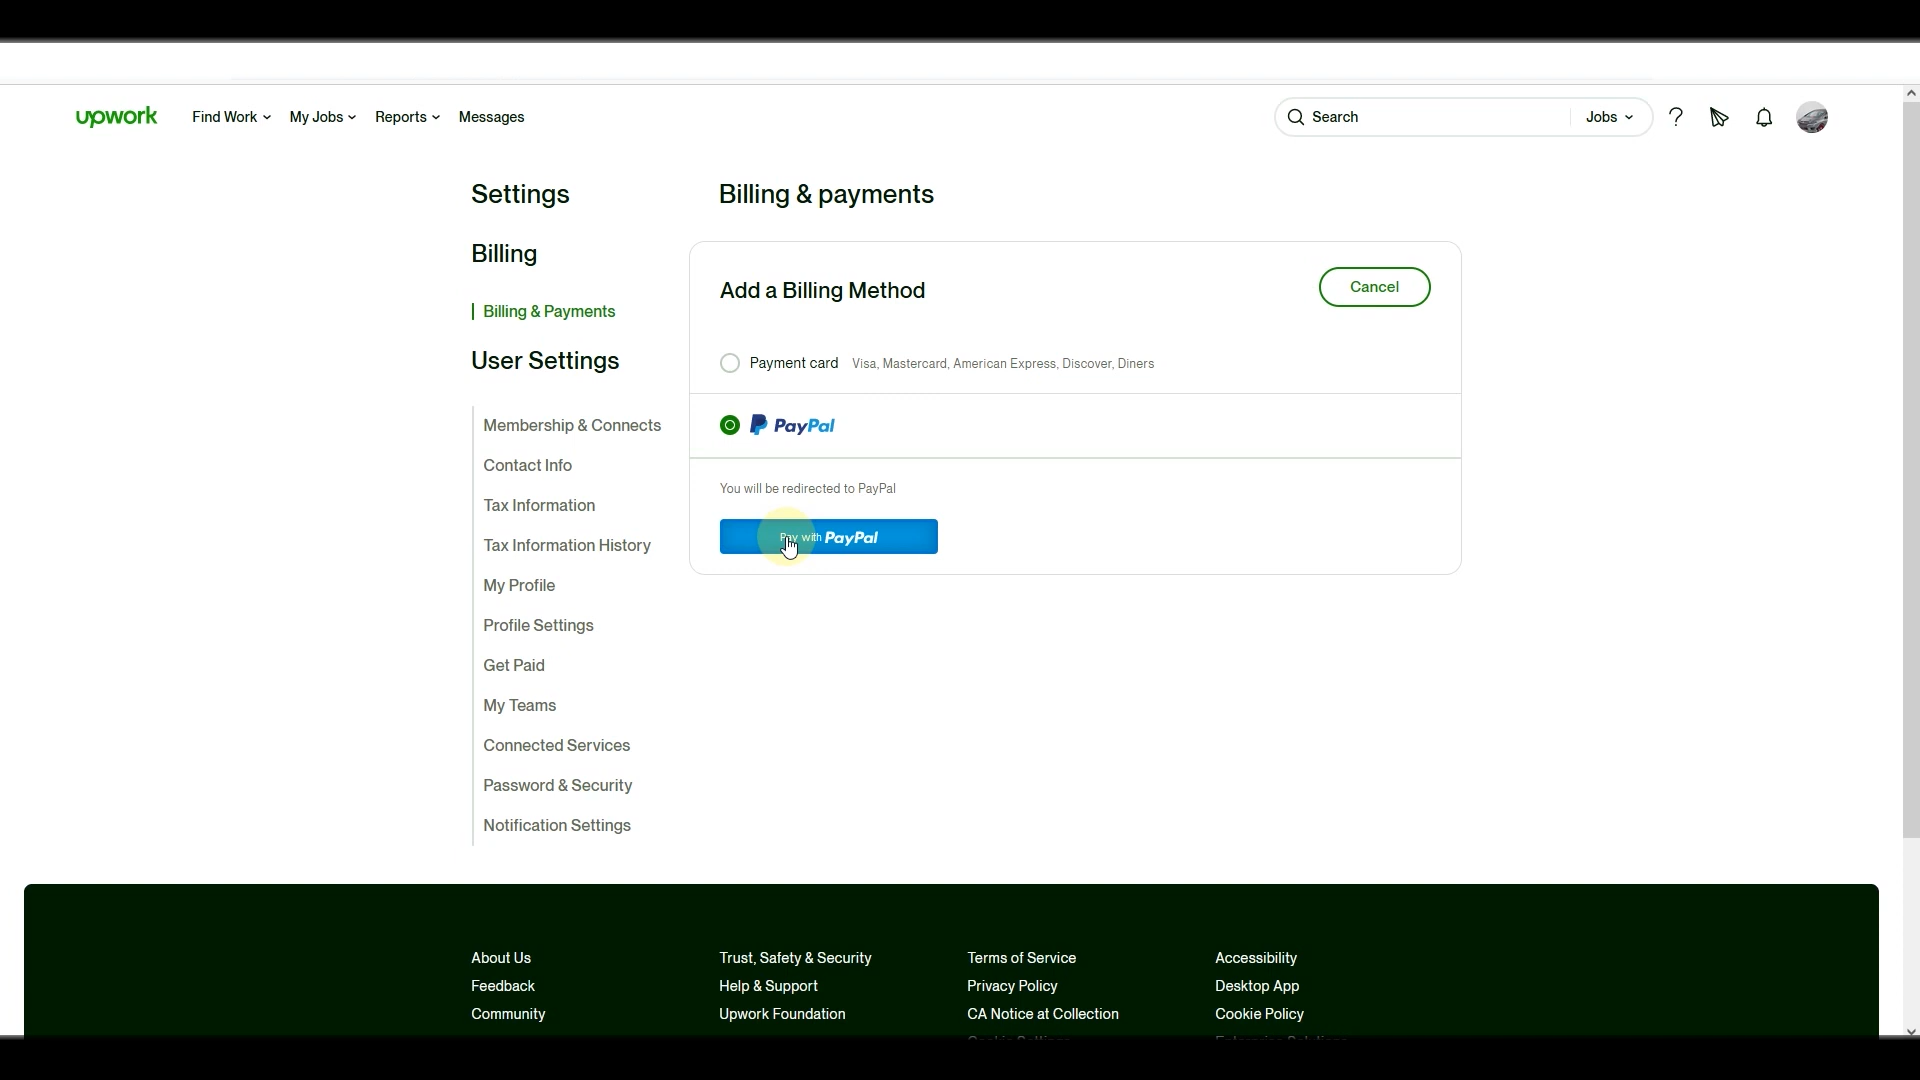 upwork
Find Work
My Jobs
Reports
Messages
Search
Jobs
Settings
Billing
Billing & Payments
User Settings
Membership & Connects
Contact Info
Tax Information
Tax Information History
My Profile
Profile Settings
Get Paid
My Teams
Connected Services
Password & Security
Notification Settings
Billing & payments
Add a Billing Method
Cancel
Payment card Visa, Mastercard, American Express, Discover, Diners
PayPal
You will be redirected to PayPal
Pay with PayPal
About Us
Feedback
Community
Trust, Safety & Security
Help & Support
Upwork Foundation
Terms of Service
Privacy Policy
CA Notice at Collection
Accessibility
Desktop App
Cookie Policy